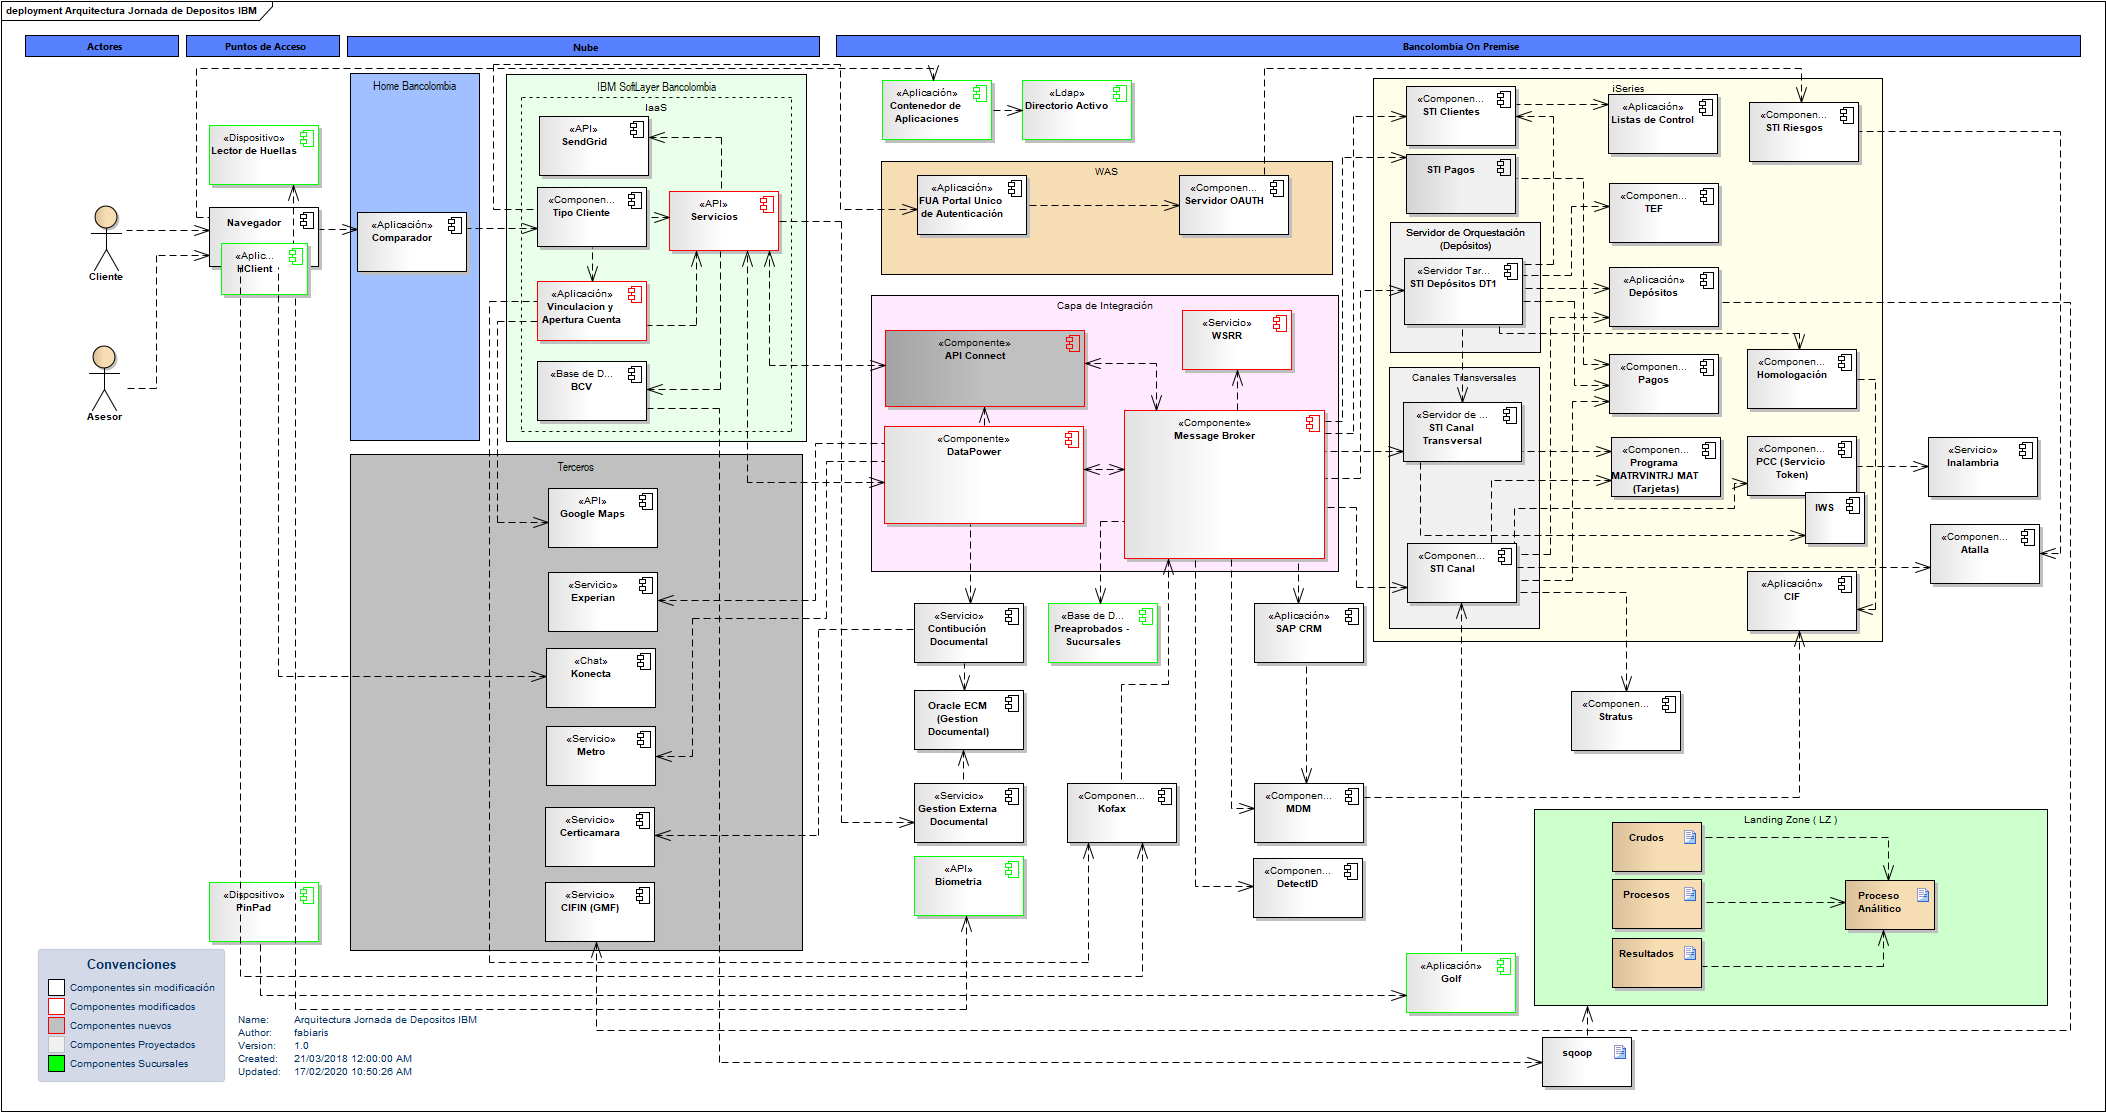 deployment Arquitectura Jornada de Depositos IBM
Actores
Puntos de Acceso
Nube
Bancolombia On Premise
Home Bancolombia
IBM SoftLayer Bancolombia
IaaS
«API»
SendGrid
«Componen...
Tipo Cliente
«API»
Servicios
«Aplicación»
Vinculacion y
Apertura Cuenta
«Base de D...
BCV
«Dispositivo»
Lector de Huellas
Navegador
«Aplic...
HClient
«Aplicación»
Comparador
Cliente
Asesor
«Aplicación»
Contenedor de
Aplicaciones
«Ldap»
Directorio Activo
WAS
«Aplicación»
FUA Portal Unico
de Autenticación
«Componen...
Servidor OAUTH
Capa de Integración
«Componente»
API Connect
«Servicio»
WSRR
«Componente»
DataPower
«Componente»
Message Broker
iSeries
«Componen...
STI Clientes
«Aplicación»
Listas de Control
«Componen...
STI Riesgos
STI Pagos
«Componen...
TEF
Servidor de Orquestación
(Depósitos)
«Servidor Tar...
STI Depósitos DT1
«Aplicación»
Depósitos
Canales Transversales
«Componen...
Pagos
«Componen...
Homologación
«Servidor de ...
STI Canal
Transversal
«Componen...
Programa
MATRVINTRJ MAT
(Tarjetas)
«Componen...
PCC (Servicio
Token)
IWS
«Servicio»
Inalambria
«Componen...
Atalla
«Componen...
STI Canal
«Aplicación»
CIF
Terceros
«API»
Google Maps
«Servicio»
Experian
«Chat»
Konecta
«Servicio»
Metro
«Servicio»
Certicamara
«Servicio»
CIFIN (GMF)
«Servicio»
Contibución
Documental
«Base de D...
Preaprobados -
Sucursales
«Aplicación»
SAP CRM
Oracle ECM
(Gestion
Documental)
«Componen...
Stratus
«Servicio»
Gestion Externa
Documental
«Componen...
Kofax
«Componen...
MDM
«API»
Biometria
«Componen...
DetectID
«Dispositivo»
PinPad
«Aplicación»
Golf
Landing Zone ( LZ )
Crudos
Procesos
Resultados
Proceso
Análitico
sqoop
Convenciones
Componentes sin modificación
Componentes modificados
Componentes nuevos
Componentes Proyectados
Componentes Sucursales
Name: Arquitectura Jornada de Depositos IBM
Author: fabiaris
Version: 1.0
Created: 21/03/2018 12:00:00 AM
Updated: 17/02/2020 10:50:26 AM